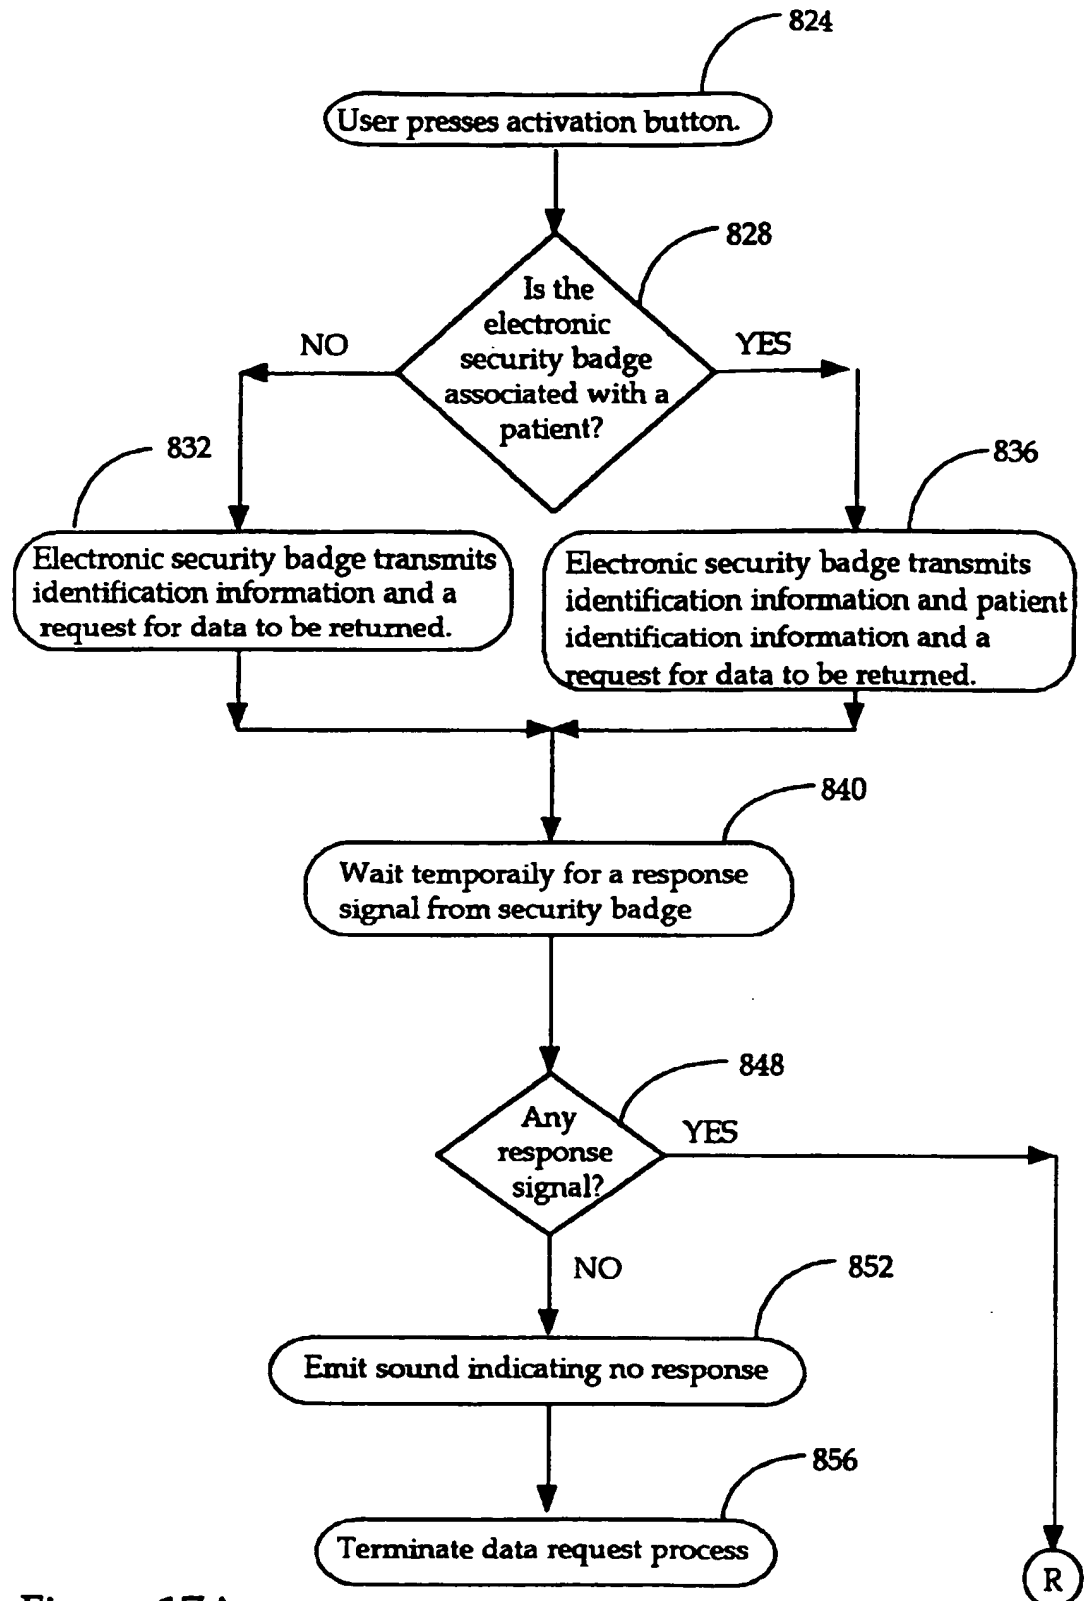 824
User presses activation button.
828
Is the
electronic
security badge
associated with a
patient?
NO
YES
832
836
Electronic security badge transmits
identification information and a
request for data to be returned.
Electronic security badge transmits
identification information and patient
identification information and a
request for data to be returned.
840
Wait temporaily for a response
signal from security badge
848
Any
response
signal?
YES
NO
852
Emit sound indicating no response
856
Terminate data request process
R